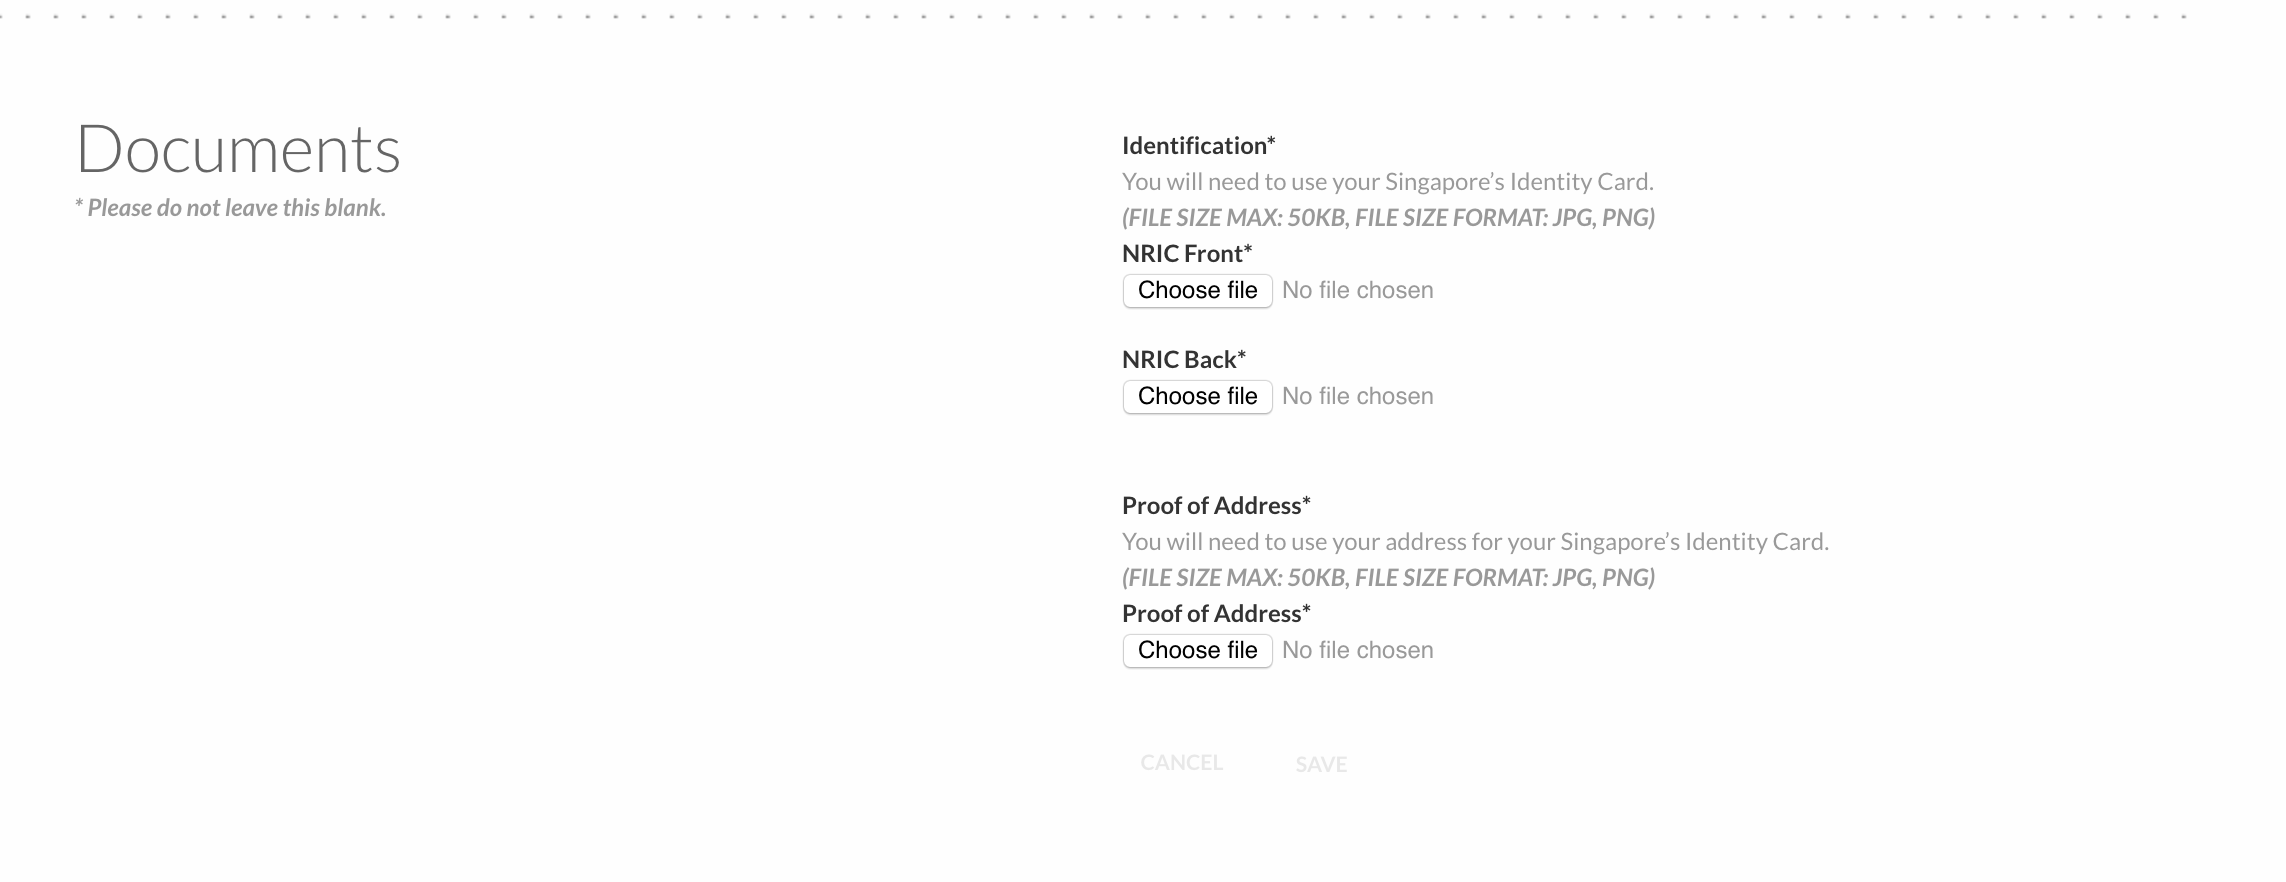 Documents
* Please do not leave this blank.
Identification*
You will need to use your Singapore’s Identity Card.
(FILE SIZE MAX: 50KB, FILE SIZE FORMAT: JPG, PNG)
NRIC Front*
Choose file No file chosen
NRIC Back*
Choose file No file chosen
Proof of Address*
You will need to use your address for your Singapore’s Identity Card.
(FILE SIZE MAX: 50KB, FILE SIZE FORMAT: JPG, PNG)
Proof of Address*
Choose file No file chosen
CANCEL SAVE